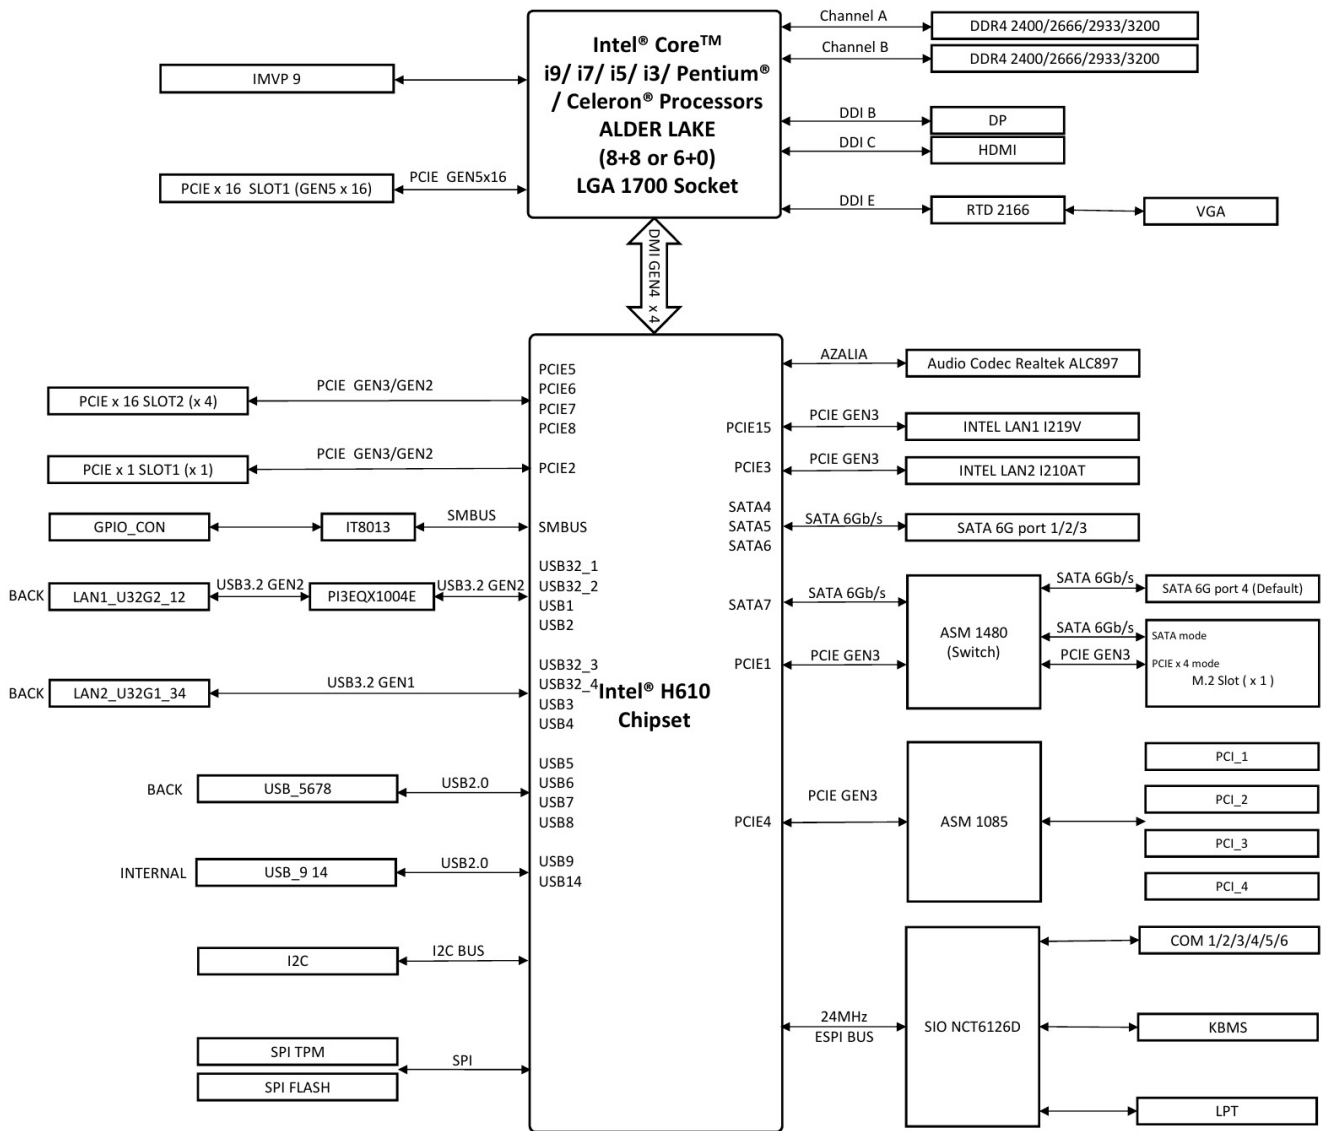 Intel® Core™
i9/ i7/ i5/ i3/ Pentium®
/ Celeron® Processors
ALDER LAKE
(8+8 or 6+0)
LGA 1700 Socket
IMVP 9
PCIE x 16 SLOT1 (GEN5 x 16)
PCIE GEN5x16
Channel A
DDR4 2400/2666/2933/3200
Channel B
DDR4 2400/2666/2933/3200
DDI B
DP
DDI C
HDMI
DDI E
RTD 2166
VGA
DMI GEN4 x 4
Intel® H610
Chipset
PCIE x 16 SLOT2 (x 4)
PCIE GEN3/GEN2
PCIE5
PCIE6
PCIE7
PCIE8
PCIE x 1 SLOT1 (x 1)
PCIE GEN3/GEN2
PCIE2
GPIO_CON
IT8013
SMBUS
SMBUS
BACK
LAN1_U32G2_12
USB3.2 GEN2
PI3EQX1004E
USB3.2 GEN2
USB32_1
USB32_2
USB1
USB2
BACK
LAN2_U32G1_34
USB3.2 GEN1
USB32_3
USB32_4
USB3
USB4
BACK
USB_5678
USB2.0
USB5
USB6
USB7
USB8
INTERNAL
USB_9 14
USB2.0
USB9
USB14
I2C
I2C BUS
SPI TPM
SPI FLASH
SPI
AZALIA
Audio Codec Realtek ALC897
PCIE15
PCIE GEN3
INTEL LAN1 I219V
PCIE3
PCIE GEN3
INTEL LAN2 I210AT
SATA4
SATA5
SATA6
SATA 6Gb/s
SATA 6G port 1/2/3
SATA7
SATA 6Gb/s
PCIE1
PCIE GEN3
ASM 1480
(Switch)
SATA 6Gb/s
SATA 6G port 4 (Default)
SATA 6Gb/s
SATA mode
PCIE GEN3
PCIE x 4 mode
M.2 Slot ( x 1 )
PCIE4
PCIE GEN3
ASM 1085
PCI_1
PCI_2
PCI_3
PCI_4
24MHz
ESPI BUS
SIO NCT6126D
COM 1/2/3/4/5/6
KBMS
LPT